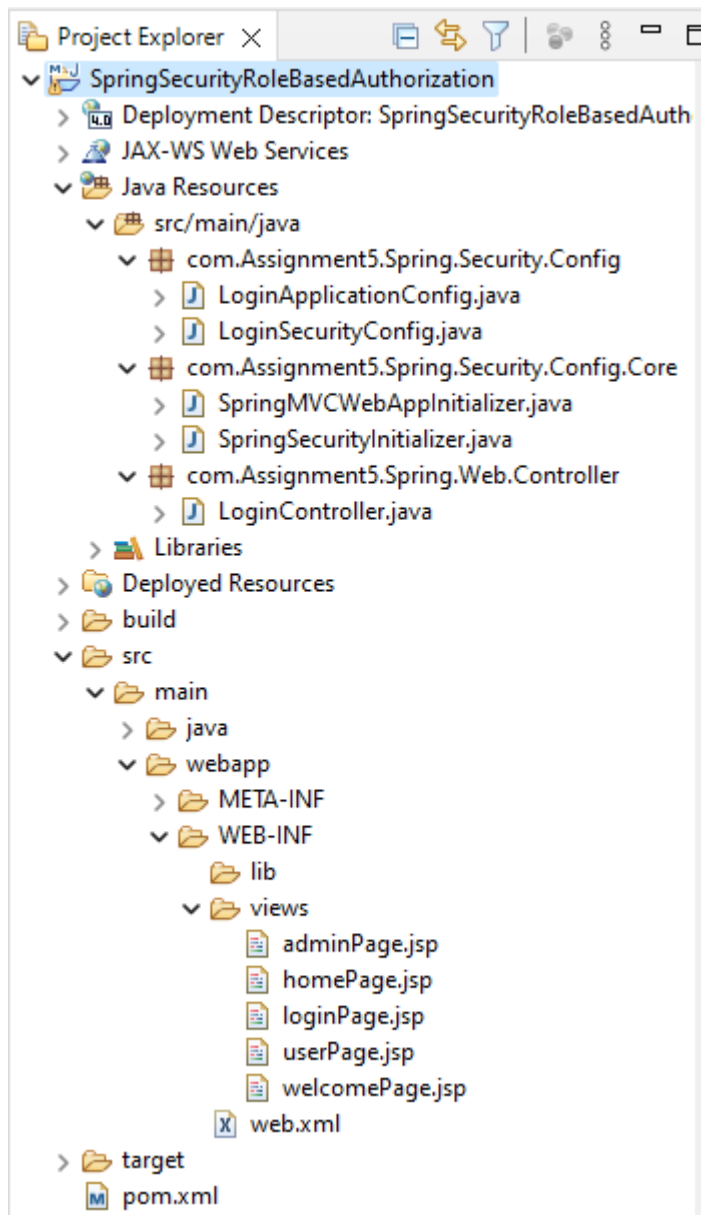 Project Explorer
SpringSecurityRoleBasedAuthorization
4.0 Deployment Descriptor: SpringSecurityRoleBasedAuth
JAX-WS Web Services
Java Resources
src/main/java
com.Assignment5.Spring.Security.Config
J LoginApplicationConfig.java
J LoginSecurityConfig.java
com.Assignment5.Spring.Security.Config.Core
J SpringMVCWebAppInitializer.java
J SpringSecurityInitializer.java
com.Assignment5.Spring.Web.Controller
J LoginController.java
Libraries
Deployed Resources
build
src
main
java
webapp
META-INF
WEB-INF
lib
views
adminPage.jsp
homePage.jsp
loginPage.jsp
userPage.jsp
welcomePage.jsp
X web.xml
target
M pom.xml